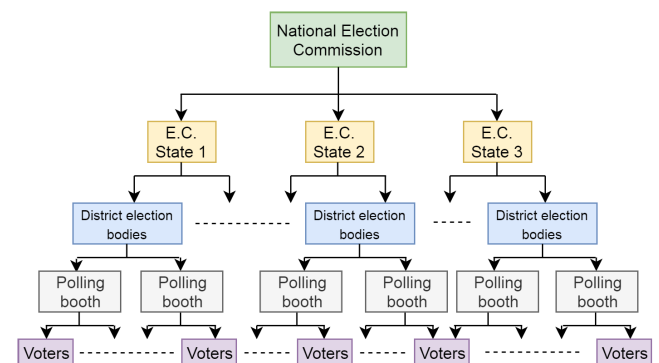 National Election
Commission
E.C.
State 1
E.C.
State 2
E.C.
State 3
District election
bodies
District election
bodies
District election
bodies
Polling
booth
Polling
booth
Polling
booth
Polling
booth
Polling
booth
Polling
booth
Voters
Voters
Voters
Voters
Voters